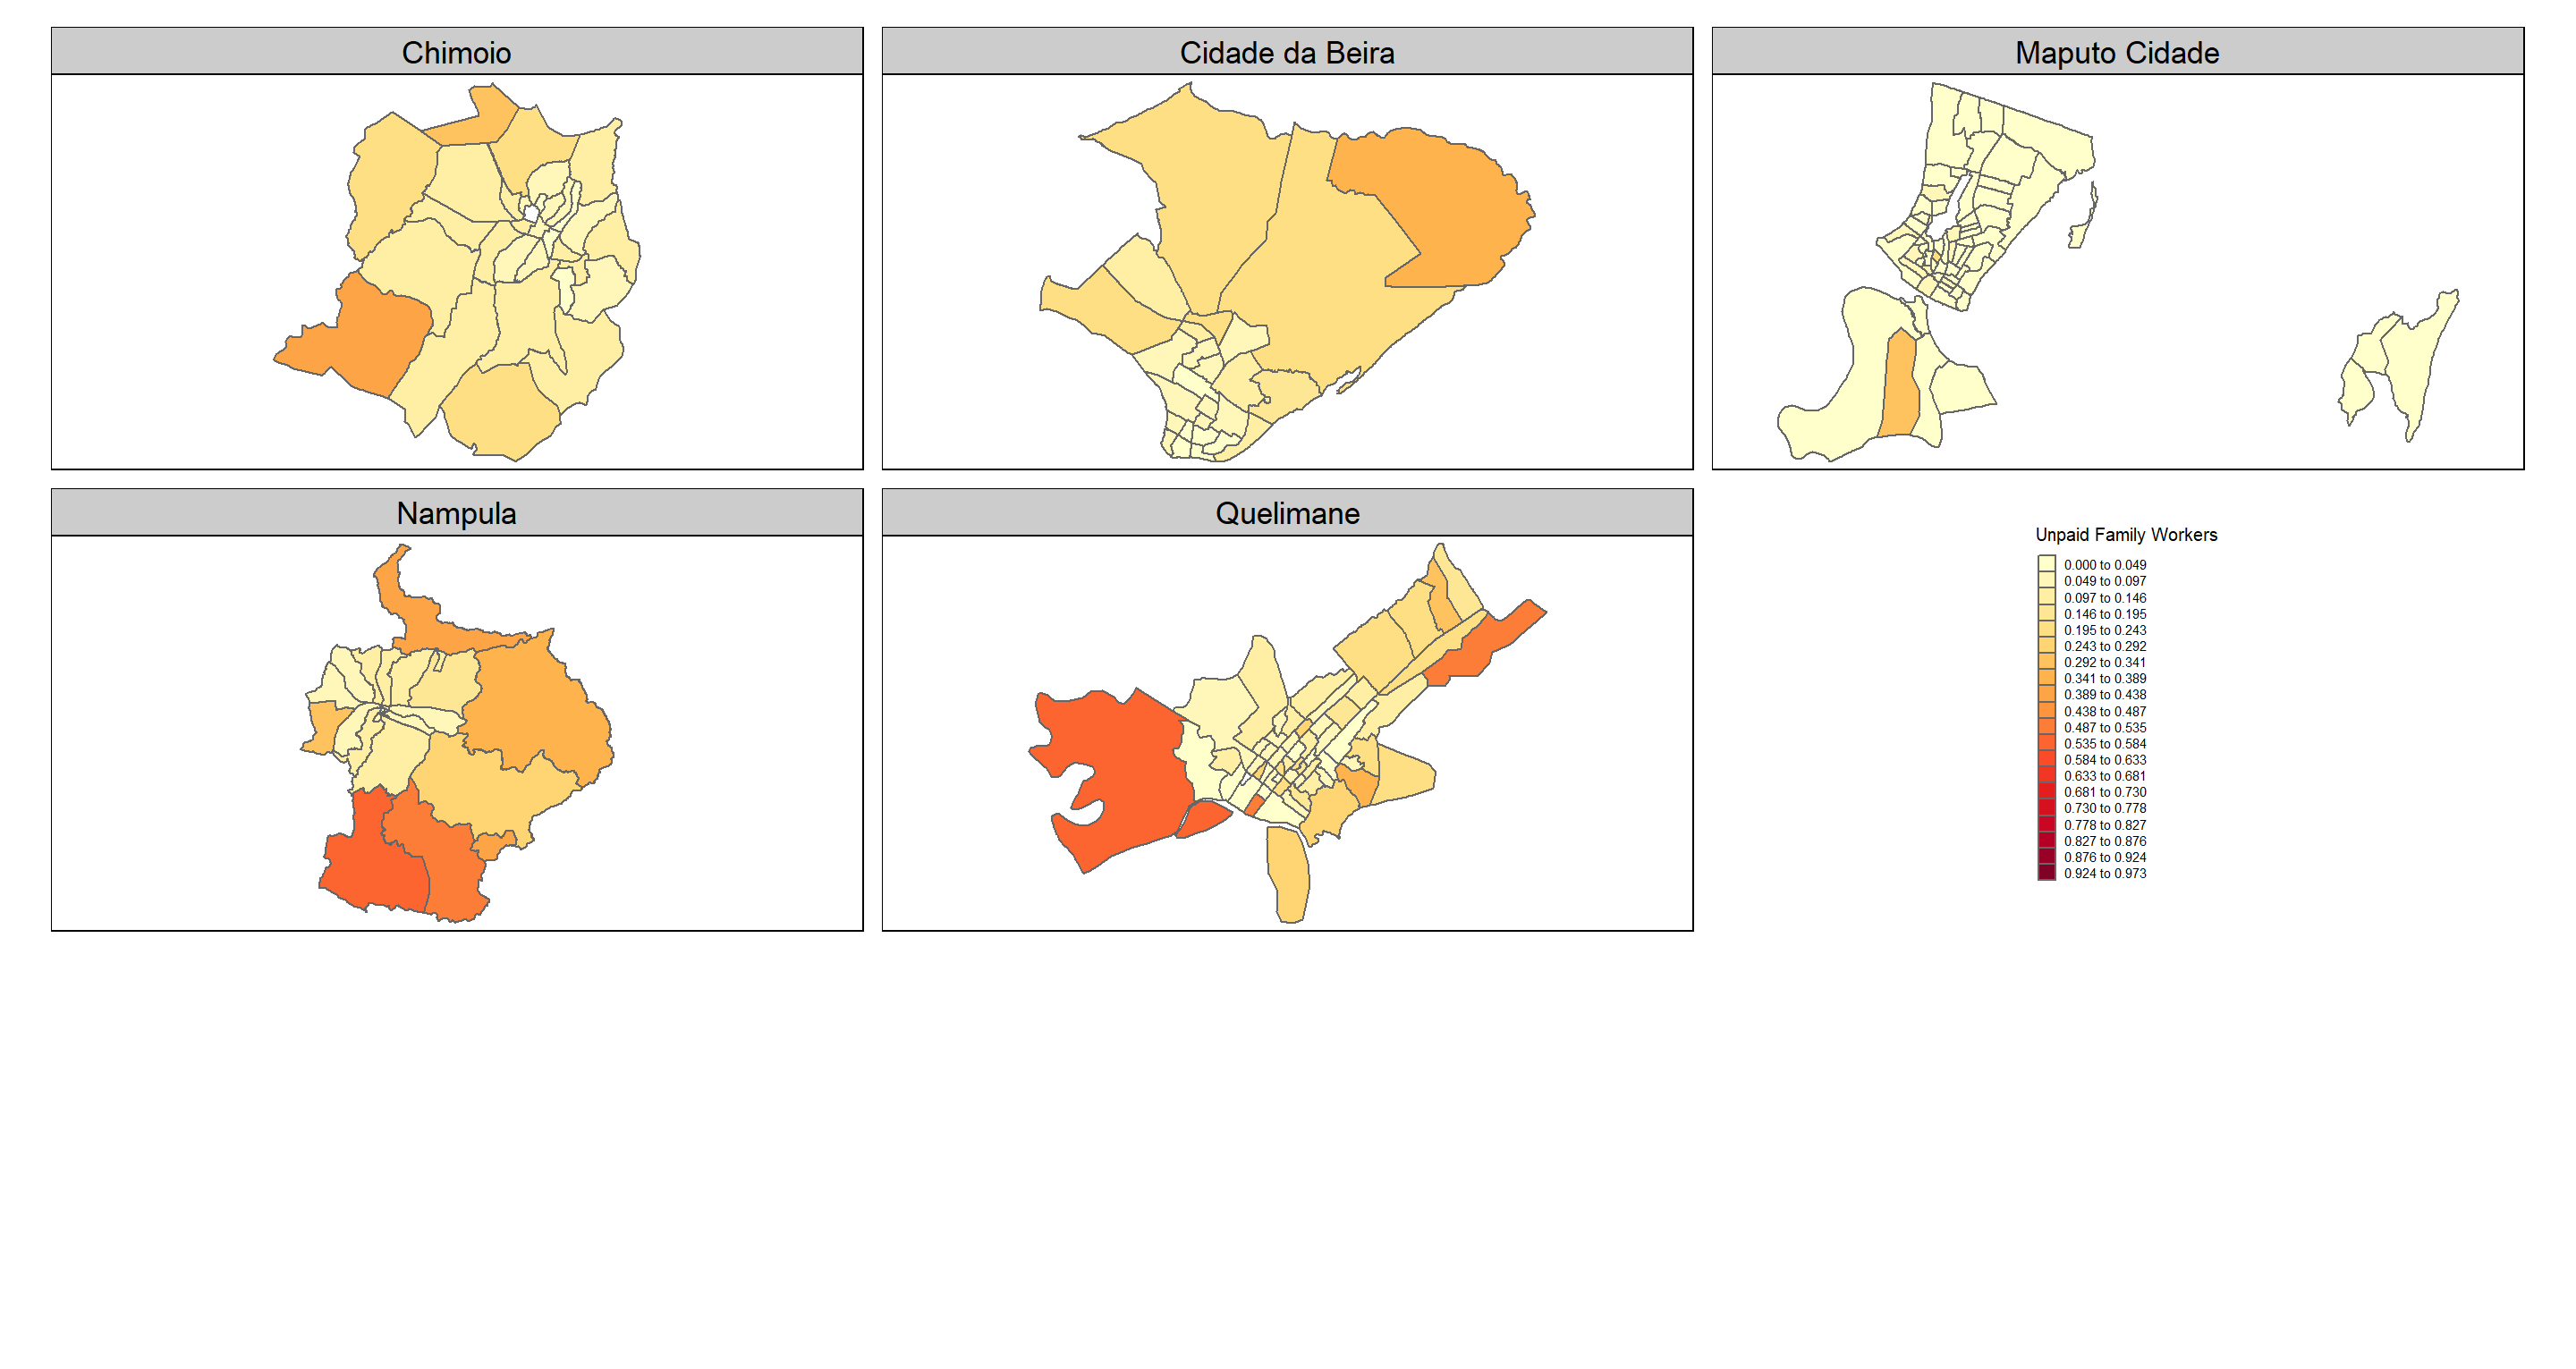 Chimoio
Cidade da Beira
Maputo Cidade
Nampula
Quelimane
Unpaid Family Workers
0.000 to 0.049
0.049 to 0.097
0.097 to 0.146
0.146 to 0.195
0.195 to 0.243
0.243 to 0.292
0.292 to 0.341
0.341 to 0.389
0.389 to 0.438
0.438 to 0.487
0.487 to 0.535
0.535 to 0.584
0.584 to 0.633
0.633 to 0.681
0.681 to 0.730
0.730 to 0.778
0.778 to 0.827
0.827 to 0.876
0.876 to 0.924
0.924 to 0.973